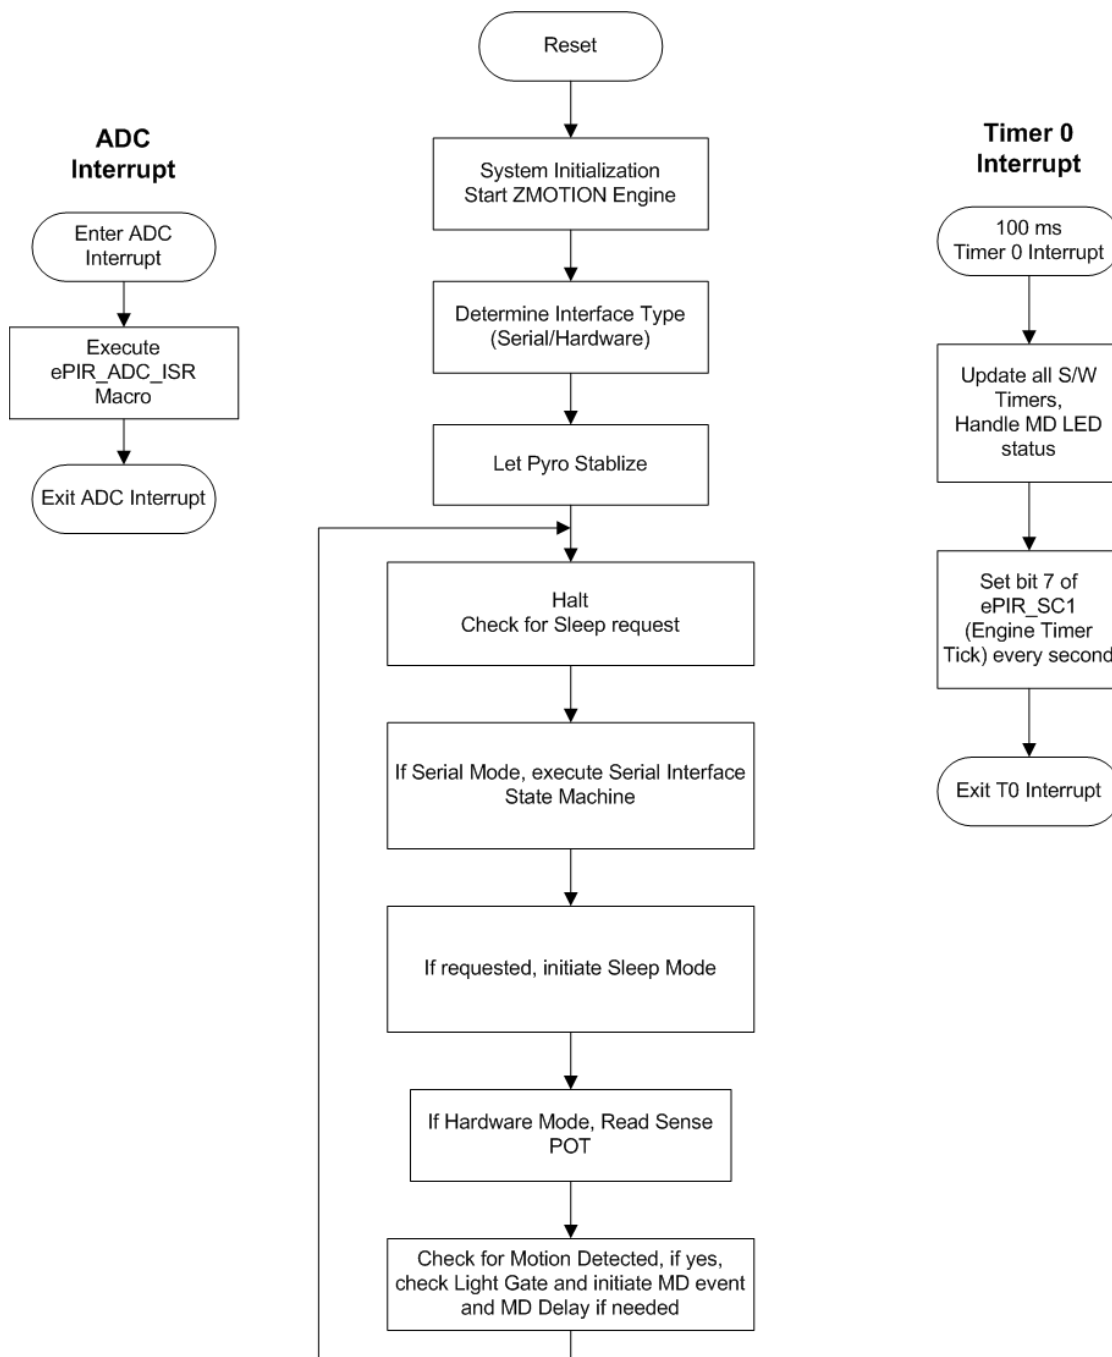 Reset
ADC
Interrupt
Timer 0
Interrupt
System Initialization
Start ZMOTION Engine
Enter ADC
Interrupt
100 ms
Timer 0 Interrupt
Determine Interface Type
(Serial/Hardware)
Execute
ePIR_ADC_ISR
Macro
Update all S/W
Timers,
Handle MD LED
status
Let Pyro Stablize
Exit ADC Interrupt
Halt
Check for Sleep request
Set bit 7 of
ePIR_SC1
(Engine Timer
Tick) every second
If Serial Mode, execute Serial Interface
State Machine
Exit T0 Interrupt
If requested, initiate Sleep Mode
If Hardware Mode, Read Sense
POT
Check for Motion Detected, if yes,
check Light Gate and initiate MD event
and MD Delay if needed